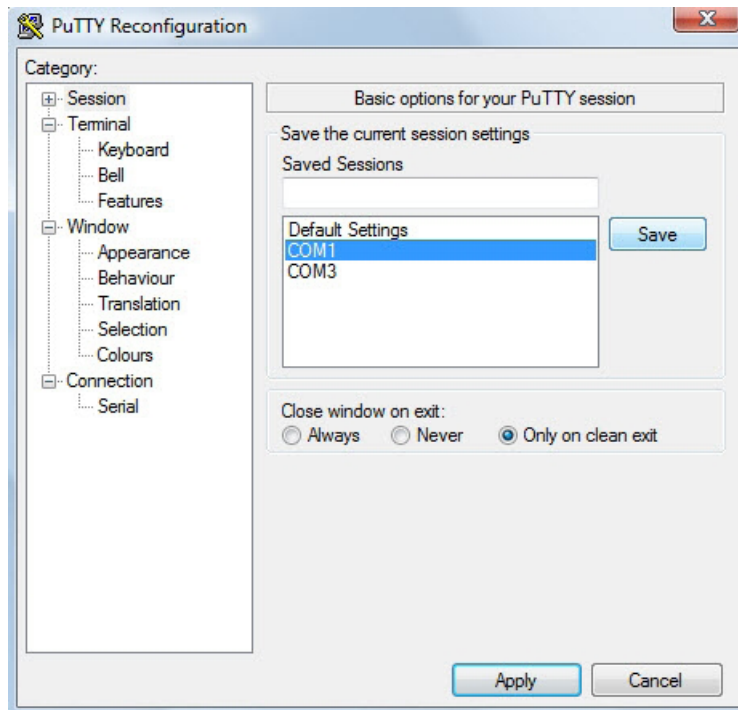 PuTTY Reconfiguration
Category:
Session
Terminal
Keyboard
Bell
Features
Window
Appearance
Behaviour
Translation
Selection
Colours
Connection
Serial
Basic options for your PuTTY session
Save the current session settings
Saved Sessions
Default Settings
COM1
COM3
Save
Close window on exit:
Always Never Only on clean exit
Apply Cancel